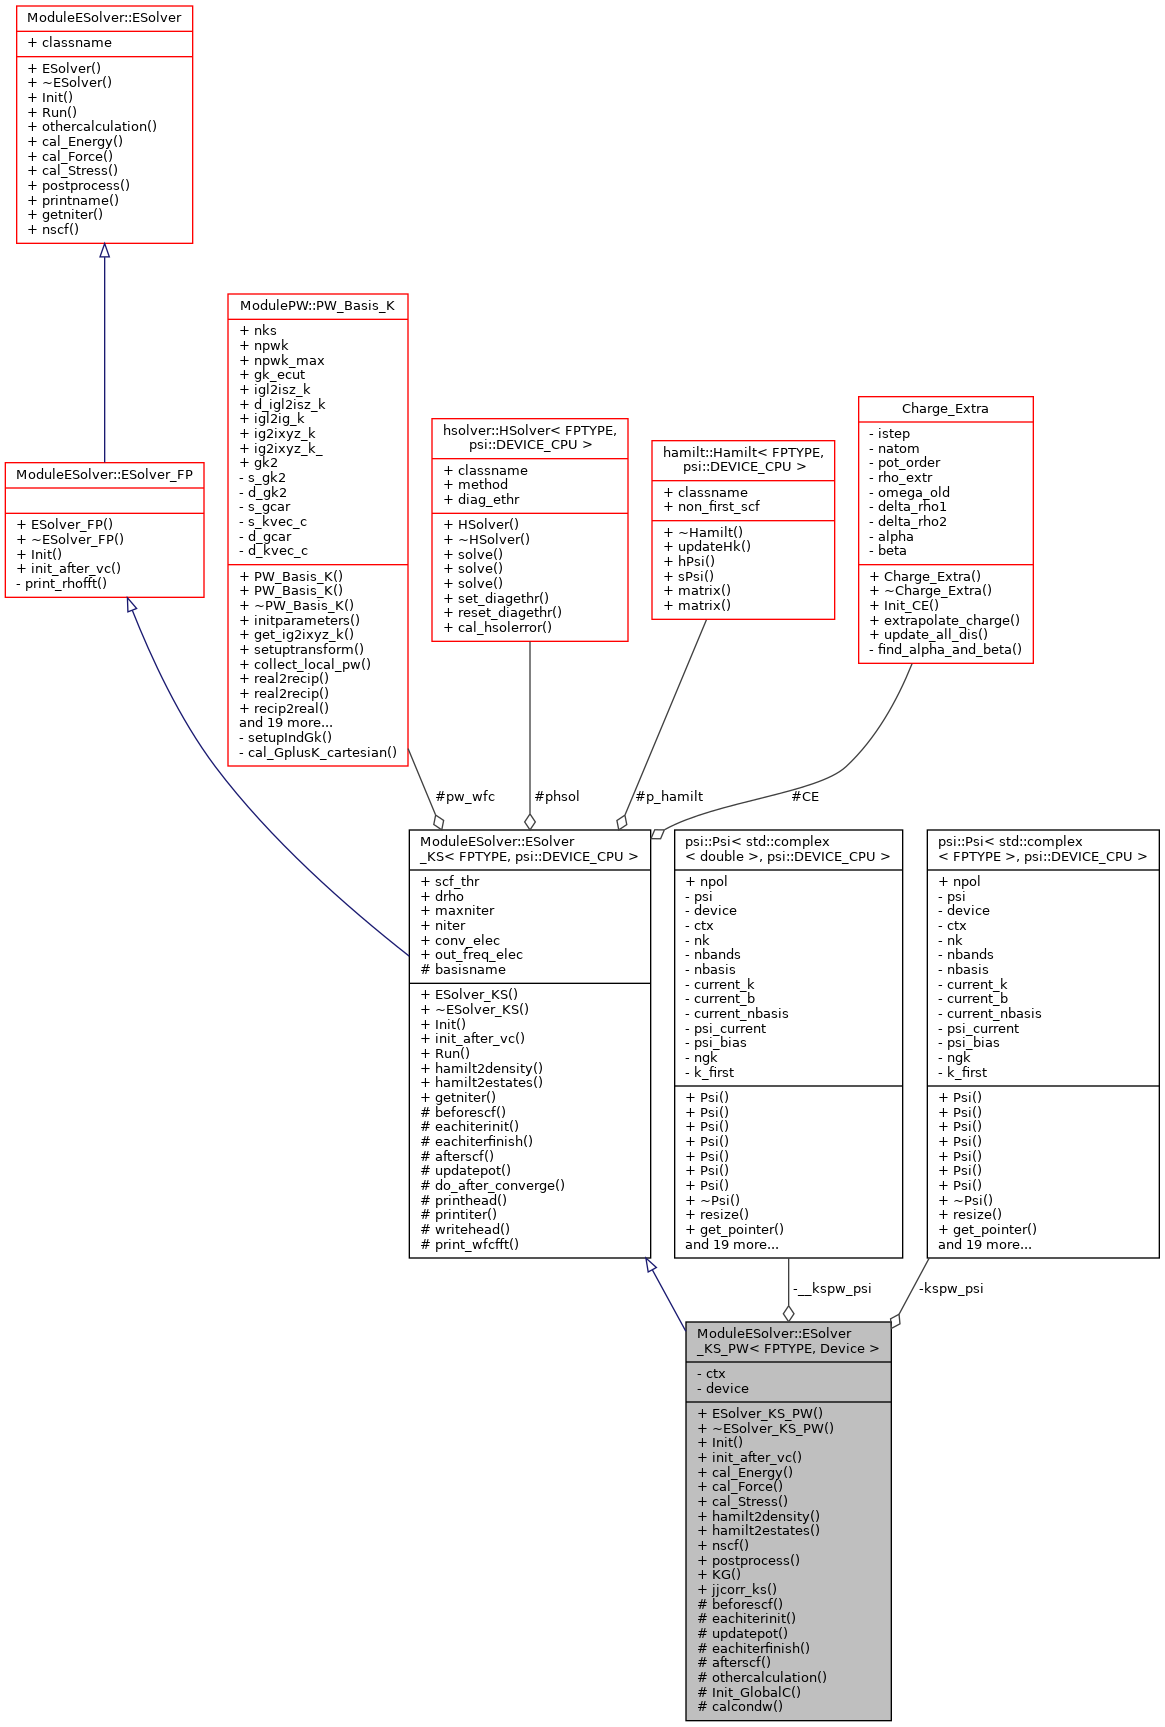 ModuleESolver::ESolver
+ classname
+ ESolver()
+ ~ESolver()
+ Init()
+ Run()
+ othercalculation()
+ cal_Energy()
+ cal_Force()
+ cal_Stress()
+ postprocess()
+ printname()
+ getniter()
+ nscf()
ModulePW::PW_Basis_K
+ nks
+ npwk
+ npwk_max
+ gk_ecut
+ igl2isz_k
+ d_igl2isz_k
+ igl2ig_k
+ ig2ixyz_k
+ ig2ixyz_k_
+ gk2
- s_gk2
- d_gk2
- s_gcar
- s_kvec_c
- d_gcar
- d_kvec_c
+ PW_Basis_K()
+ PW_Basis_K()
+ ~PW_Basis_K()
+ initparameters()
+ get_ig2ixyz_k()
+ setuptransform()
+ collect_local_pw()
+ real2recip()
+ real2recip()
+ recip2real()
and 19 more...
- setupIndGk()
- cal_GplusK_cartesian()
hsolver::HSolver< FPTYPE,
psi::DEVICE_CPU >
+ classname
+ method
+ diag_ethr
+ HSolver()
+ ~HSolver()
+ solve()
+ solve()
+ solve()
+ set_diagethr()
+ reset_diagethr()
+ cal_hsolerror()
hamilt::Hamilt< FPTYPE,
psi::DEVICE_CPU >
+ classname
+ non_first_scf
+ ~Hamilt()
+ updateHk()
+ hPsi()
+ sPsi()
+ matrix()
+ matrix()
Charge_Extra
- istep
- natom
- pot_order
- rho_extr
- omega_old
- delta_rho1
- delta_rho2
- alpha
- beta
+ Charge_Extra()
+ ~Charge_Extra()
+ Init_CE()
+ extrapolate_charge()
+ update_all_dis()
- find_alpha_and_beta()
ModuleESolver::ESolver_FP
+ ESolver_FP()
+ ~ESolver_FP()
+ Init()
+ init_after_vc()
- print_rhofft()
#pw_wfc
#phsol
#p_hamilt
#CE
ModuleESolver::ESolver
_KS< FPTYPE, psi::DEVICE_CPU >
+ scf_thr
+ drho
+ maxniter
+ niter
+ conv_elec
+ out_freq_elec
# basisname
+ ESolver_KS()
+ ~ESolver_KS()
+ Init()
+ init_after_vc()
+ Run()
+ hamilt2density()
+ hamilt2estates()
+ getniter()
# beforescf()
# eachiterinit()
# eachiterfinish()
# afterscf()
# updatepot()
# do_after_converge()
# printhead()
# printiter()
# writehead()
# print_wfcfft()
psi::Psi< std::complex
< double >, psi::DEVICE_CPU >
+ npol
- psi
- device
- ctx
- nk
- nbands
- nbasis
- current_k
- current_b
- current_nbasis
- psi_current
- psi_bias
- ngk
- k_first
+ Psi()
+ Psi()
+ Psi()
+ Psi()
+ Psi()
+ Psi()
+ Psi()
+ ~Psi()
+ resize()
+ get_pointer()
and 19 more...
psi::Psi< std::complex
< FPTYPE >, psi::DEVICE_CPU >
+ npol
- psi
- device
- ctx
- nk
- nbands
- nbasis
- current_k
- current_b
- current_nbasis
- psi_current
- psi_bias
- ngk
- k_first
+ Psi()
+ Psi()
+ Psi()
+ Psi()
+ Psi()
+ Psi()
+ Psi()
+ ~Psi()
+ resize()
+ get_pointer()
and 19 more...
-__kspw_psi
-kspw_psi
ModuleESolver::ESolver
_KS_PW< FPTYPE, Device >
- ctx
- device
+ ESolver_KS_PW()
+ ~ESolver_KS_PW()
+ Init()
+ init_after_vc()
+ cal_Energy()
+ cal_Force()
+ cal_Stress()
+ hamilt2density()
+ hamilt2estates()
+ nscf()
+ postprocess()
+ KG()
+ jjcorr_ks()
# beforescf()
# eachiterinit()
# updatepot()
# eachiterfinish()
# afterscf()
# othercalculation()
# Init_GlobalC()
# calcondw()